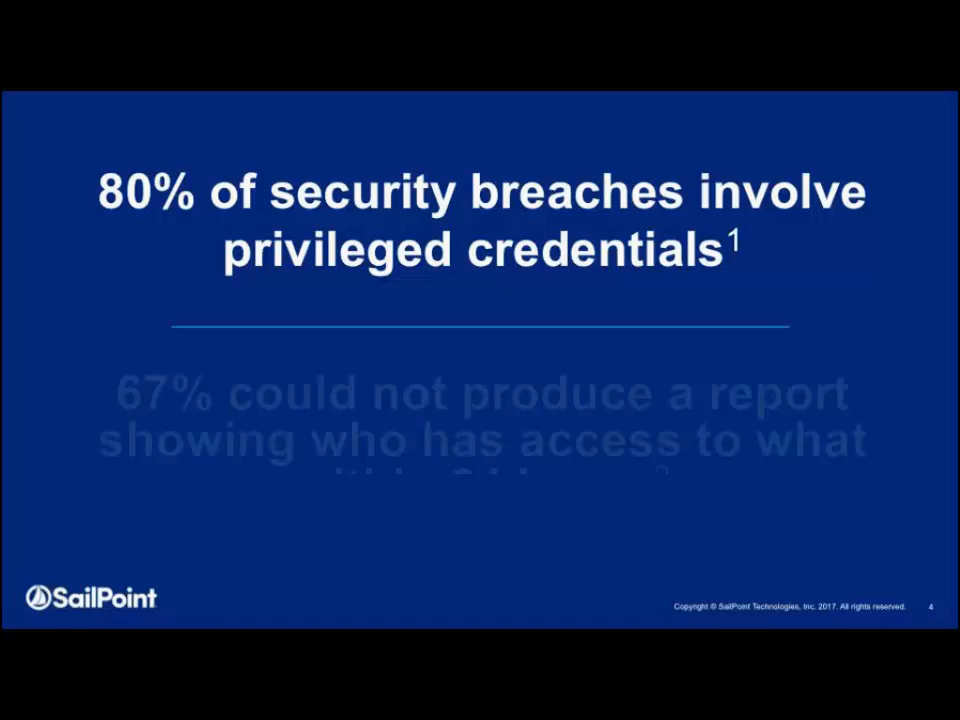 80% of security breaches involve
privileged credentials1
67% could not produce a report
showing who has access to what
SailPoint
Copyright © SailPoint Technologies, Inc. 2017. All rights reserved. 4